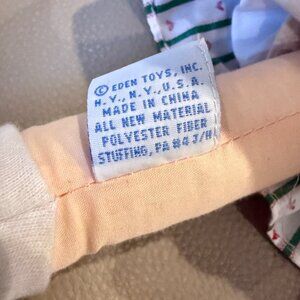 © EDEN TOYS, INC.
N.Y., N.Y., U.S.A.
MADE IN CHINA
ALL NEW MATERIAL
POLYESTER FIBER
STUFFING, PA #4 J/H